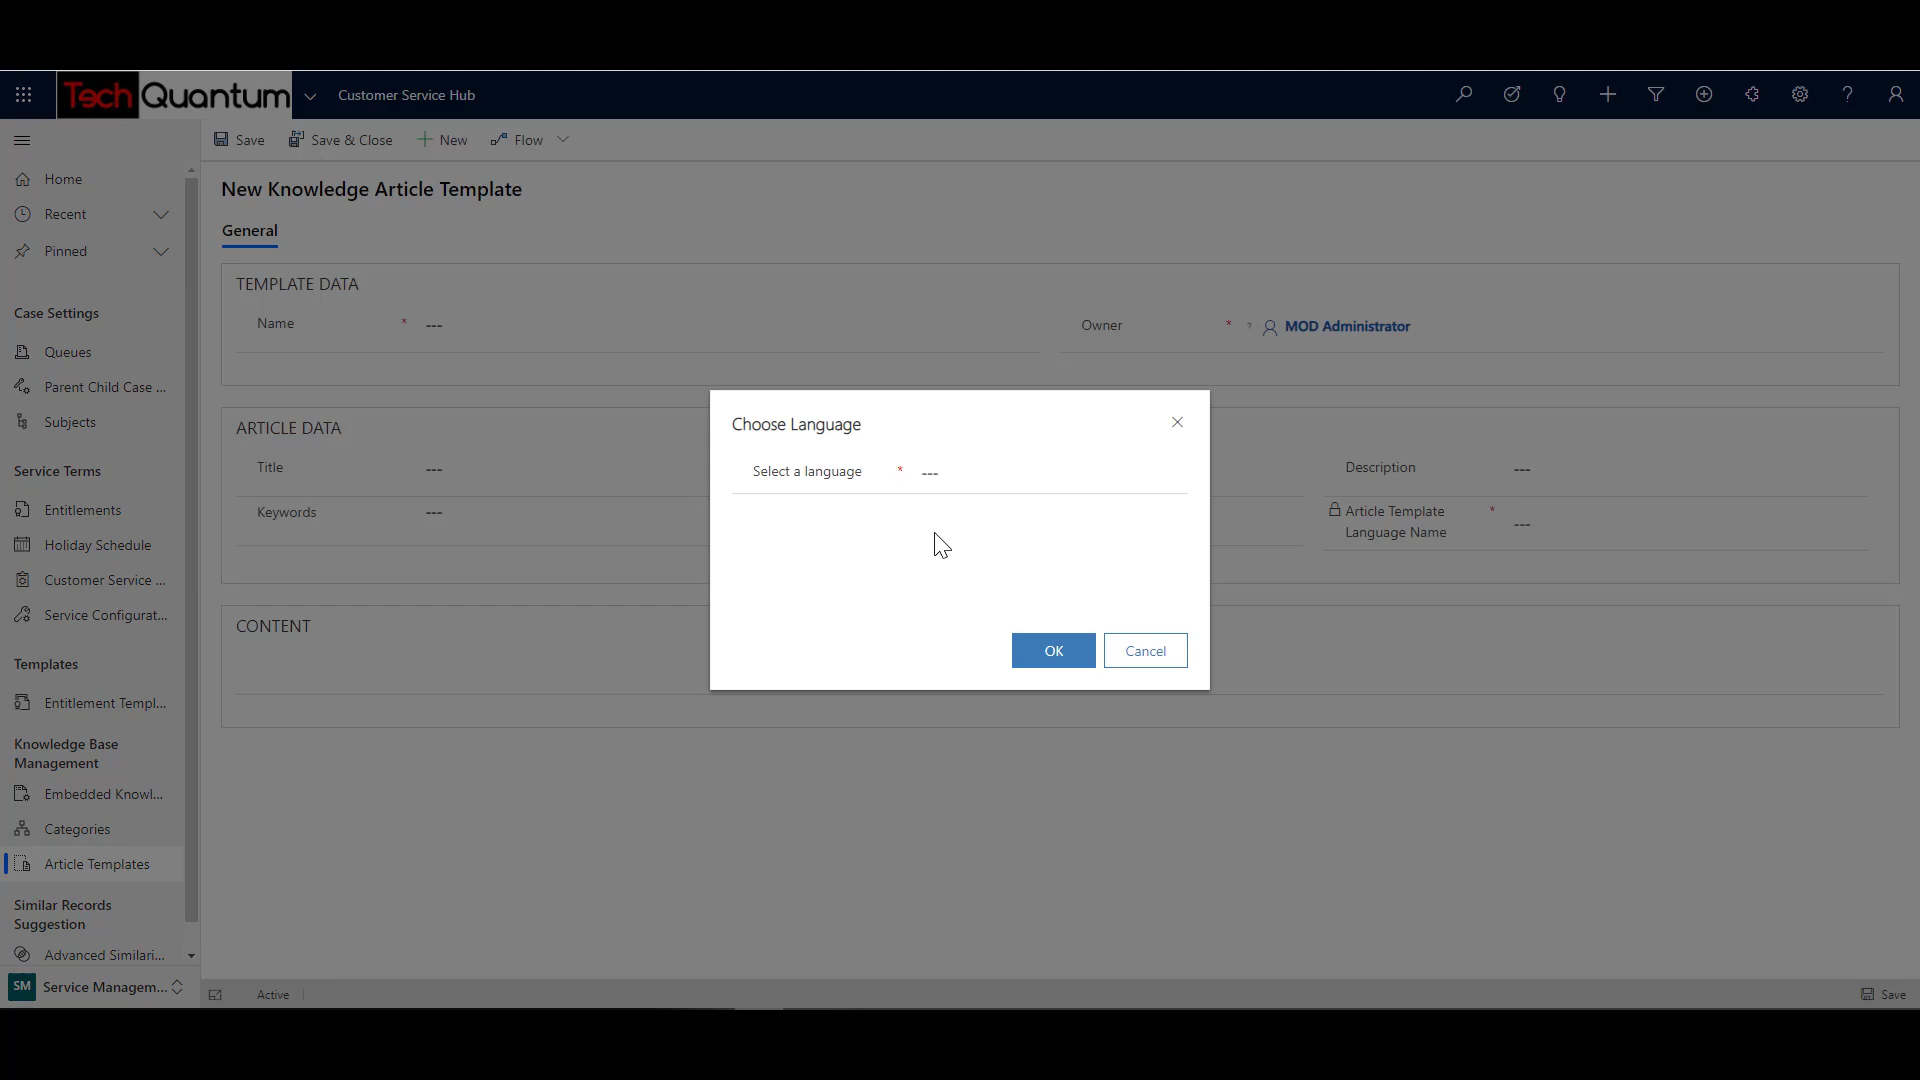 Tech Quantum
Customer Service Hub
Save
Save & Close
New
Flow
Home
Recent
Pinned
Case Settings
Queues
Parent Child Case ...
Subjects
Service Terms
Entitlements
Holiday Schedule
Customer Service ...
Service Configurat...
Templates
Entitlement Templ...
Knowledge Base
Management
Embedded Knowl...
Categories
Article Templates
Similar Records
Suggestion
Advanced Similari...
SM Service Managem...
New Knowledge Article Template
General
TEMPLATE DATA
Name * ---
Owner * ? MOD Administrator
ARTICLE DATA
Title ---
Keywords ---
Description ---
Article Template *
Language Name ---
CONTENT
Choose Language
Select a language * ---
OK
Cancel
Active
Save